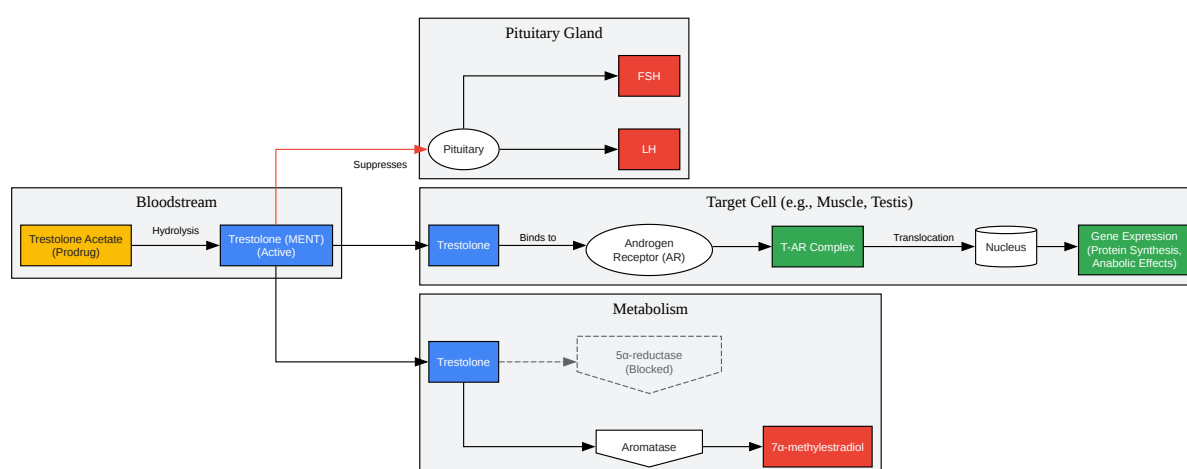 Pituitary Gland
FSH
Pituitary
LH
Suppresses
Bloodstream
Trestolone Acetate
(Prodrug)
Hydrolysis
Trestolone (MENT)
(Active)
Target Cell (e.g., Muscle, Testis)
Trestolone
Binds to
Androgen
Receptor (AR)
T-AR Complex
Translocation
Nucleus
Gene Expression
(Protein Synthesis,
Anabolic Effects)
Metabolism
Trestolone
5α-reductase
(Blocked)
Aromatase
7α-methylestradiol